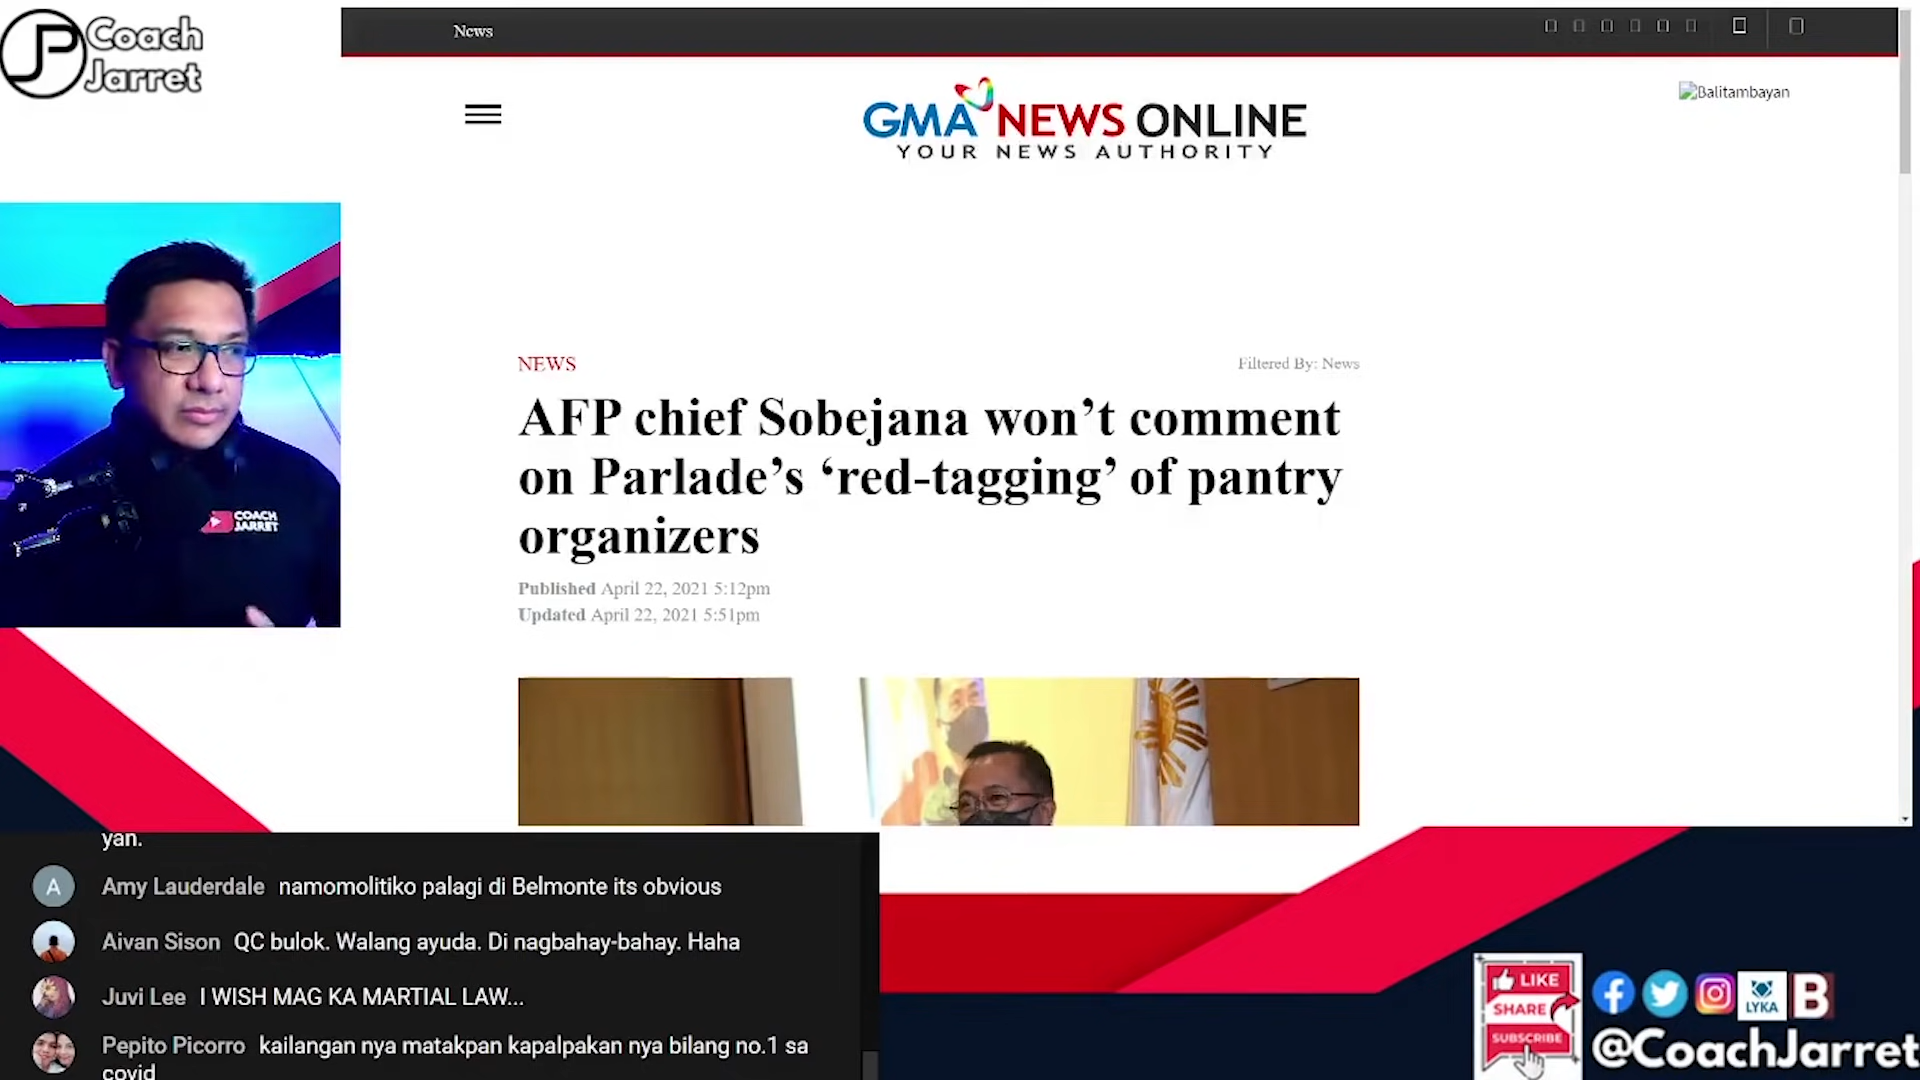 Coach
Jarret
News
GMA NEWS ONLINE
YOUR NEWS AUTHORITY
Balitambayan
COACH
JARRET
NEWS
Filtered By: News
AFP chief Sobejana won’t comment
on Parlade’s ‘red-tagging’ of pantry
organizers
Published April 22, 2021 5:12pm
Updated April 22, 2021 5:51pm
yan.
A Amy Lauderdale namomolitiko palagi di Belmonte its obvious
Aivan Sison QC bulok. Walang ayuda. Di nagbahay-bahay. Haha
Juvi Lee I WISH MAG KA MARTIAL LAW...
Pepito Picorro kailangan nya matakpan kapalpakan nya bilang no.1 sa
covid
LIKE
SHARE
SUBSCRIBE
LYKA
B
@CoachJarret